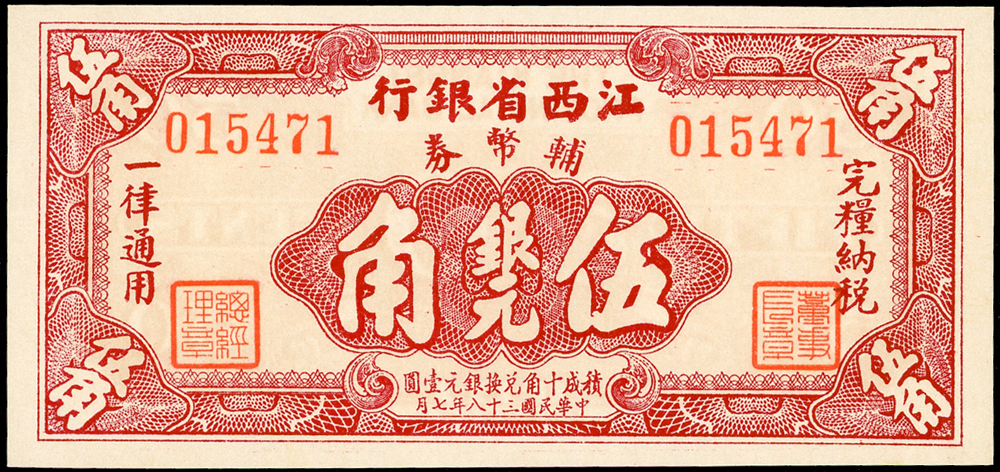 江西省銀行
輔幣券
015471
015471
伍角
伍角
伍角
伍角
完糧納稅
一律通用
伍銀元角
董事長章
總經理章
積成十角兌換銀元壹圓
中華民國三十八年七月